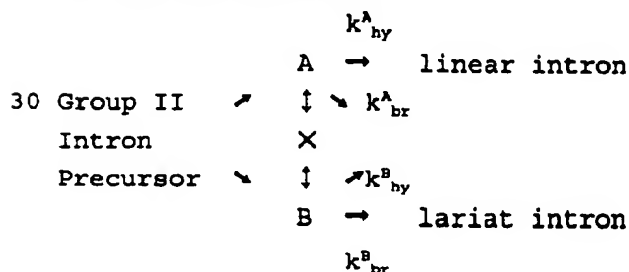 k^A_hy
A → linear intron
30 Group II ↗ ↕ ↘ k^A_br
Intron ×
Precursor ↘ ↕ ↗k^B_hy
B → lariat intron
k^B_br